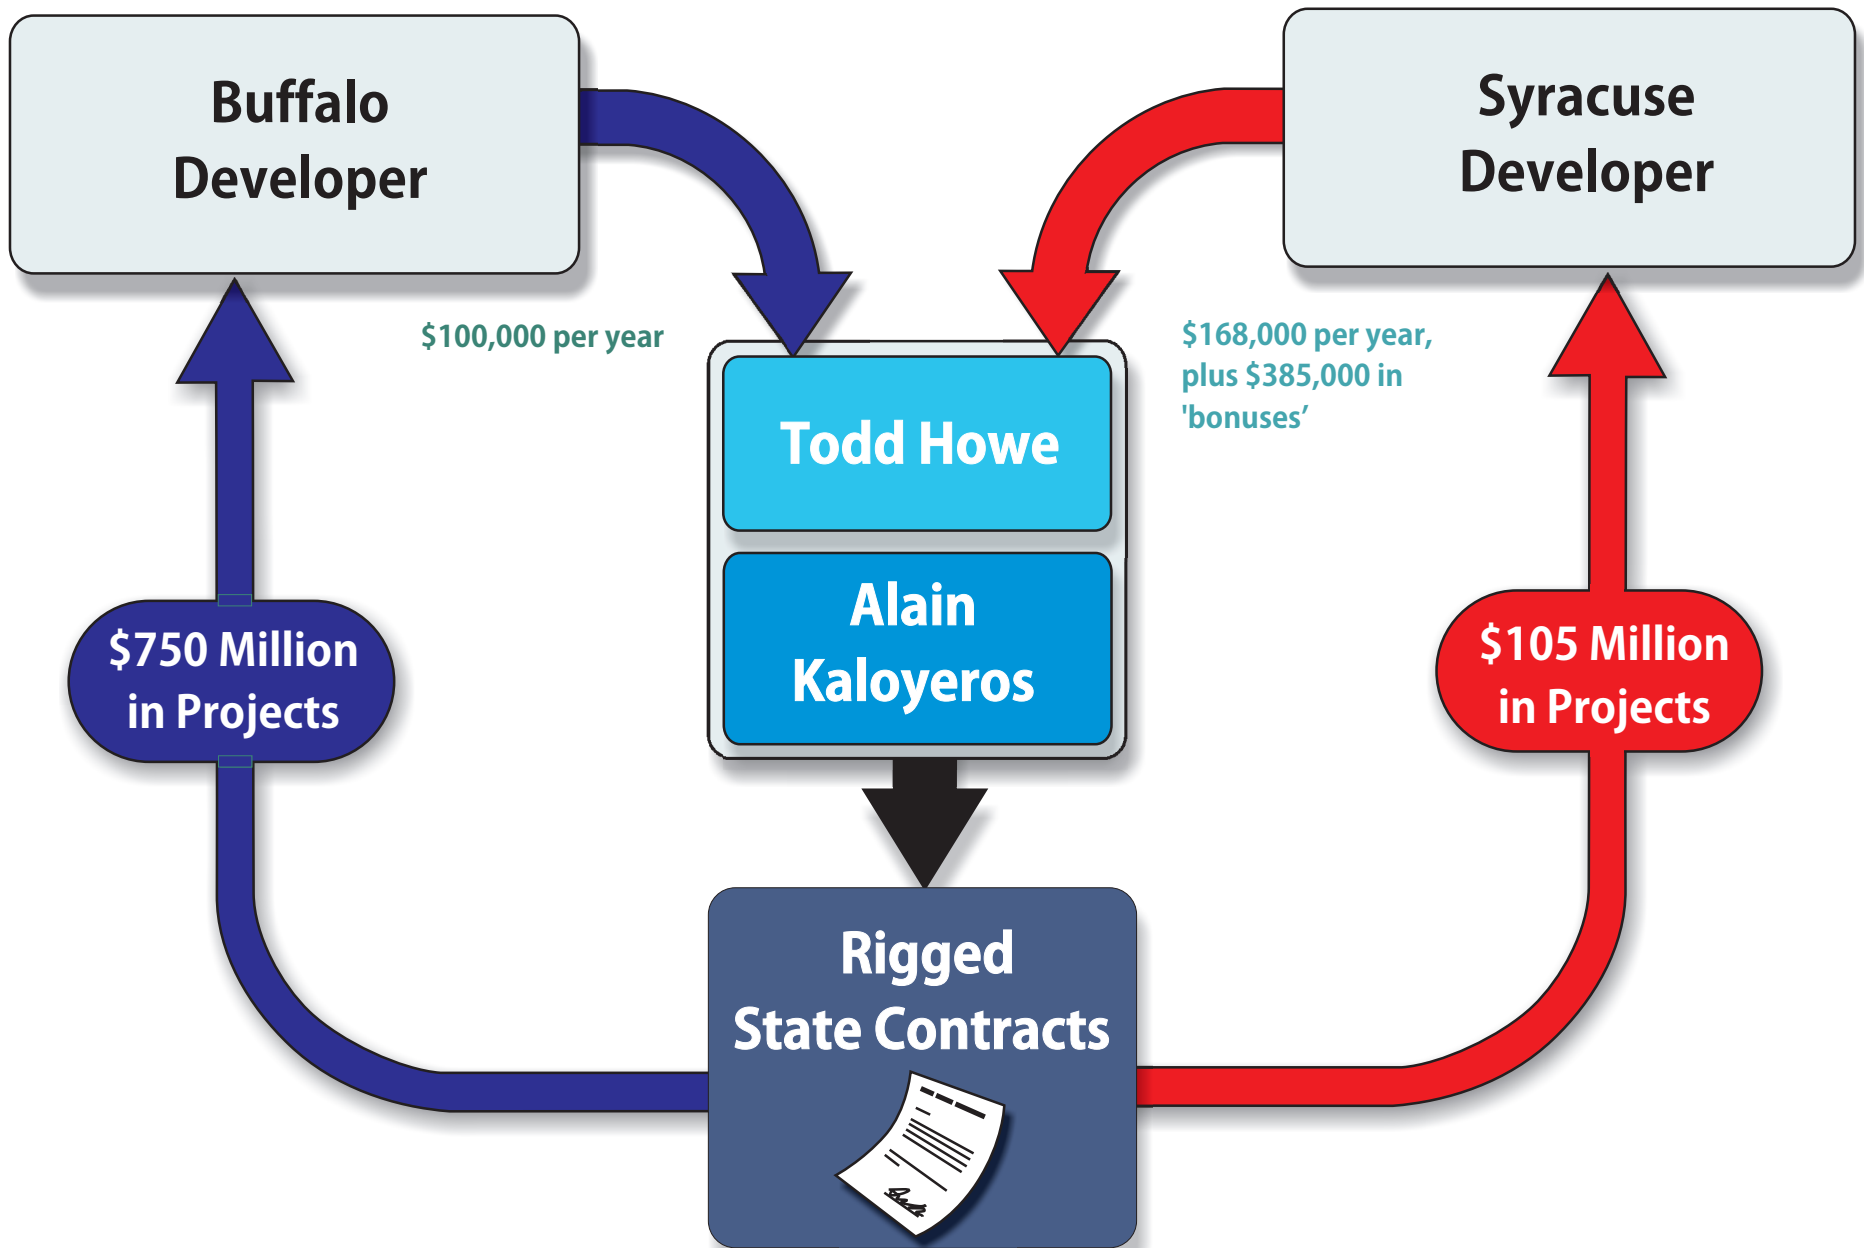 Buffalo
Developer
Syracuse
Developer
$100,000 per year
$168,000 per year,
plus $385,000 in
'bonuses’
Todd Howe
Alain
Kaloyeros
$750 Million
in Projects
$105 Million
in Projects
Rigged
State Contracts